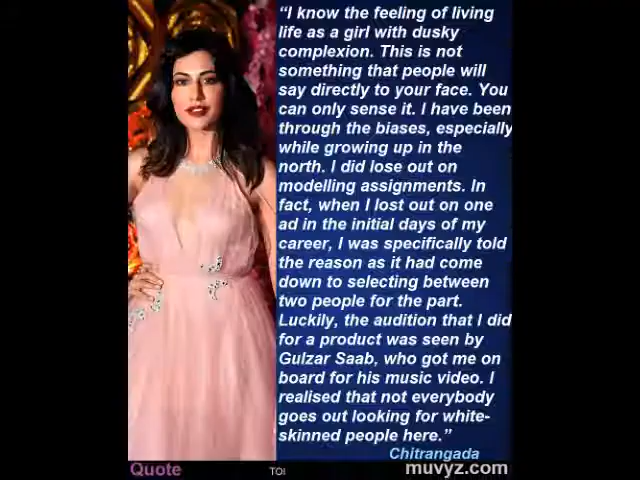 “I know the feeling of living
life as a girl with dusky
complexion. This is not
something that people will
say directly to your face. You
can only sense it. I have been
through the biases, especially
while growing up in the
north. I did lose out on
modelling assignments. In
fact, when I lost out on one
ad in the initial days of my
career, I was specifically told
the reason as it had come
down to selecting between
two people for the part.
Luckily, the audition that I did
for a product was seen by
Gulzar Saab, who got me on
board for his music video. I
realised that not everybody
goes out looking for white-
skinned people here.”
Chitrangada
Quote TOI muvyz.com